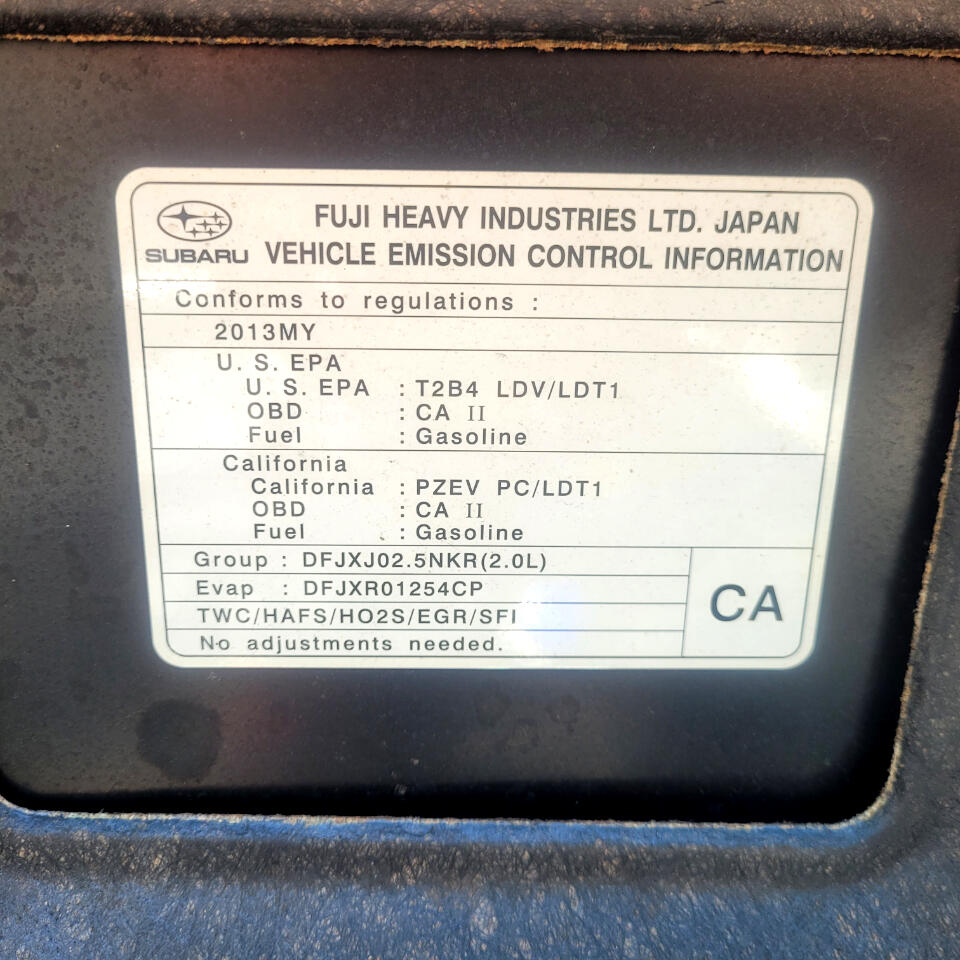 FUJI HEAVY INDUSTRIES LTD. JAPAN
SUBARU VEHICLE EMISSION CONTROL INFORMATION
Conforms to regulations :
2013MY
U. S. EPA
U. S. EPA : T2B4 LDV/LDT1
OBD : CA II
Fuel : Gasoline
California
California : PZEV PC/LDT1
OBD : CA II
Fuel : Gasoline
Group : DFJXJ02.5NKR(2.0L)
Evap : DFJXR01254CP
TWC/HAFS/HO2S/EGR/SFI
No adjustments needed.
CA